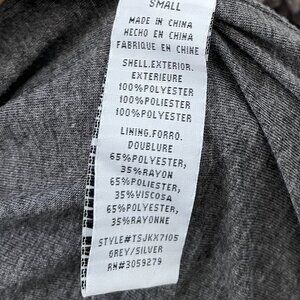 SMALL
MADE IN CHINA
HECHO EN CHINA
FABRIQUE EN CHINE
SHELL.EXTERIOR.
EXTERIEURE
100%POLYESTER
100%POLIESTER
100%POLYESTER
LINING.FORRO.
DOUBLURE
65%POLYESTER,
35%RAYON
65%POLIESTER,
35%VISCOSA
65%POLYESTER,
35%RAYONNE
STYLE#TSJKX7105
GREY/SILVER
RN#3059279